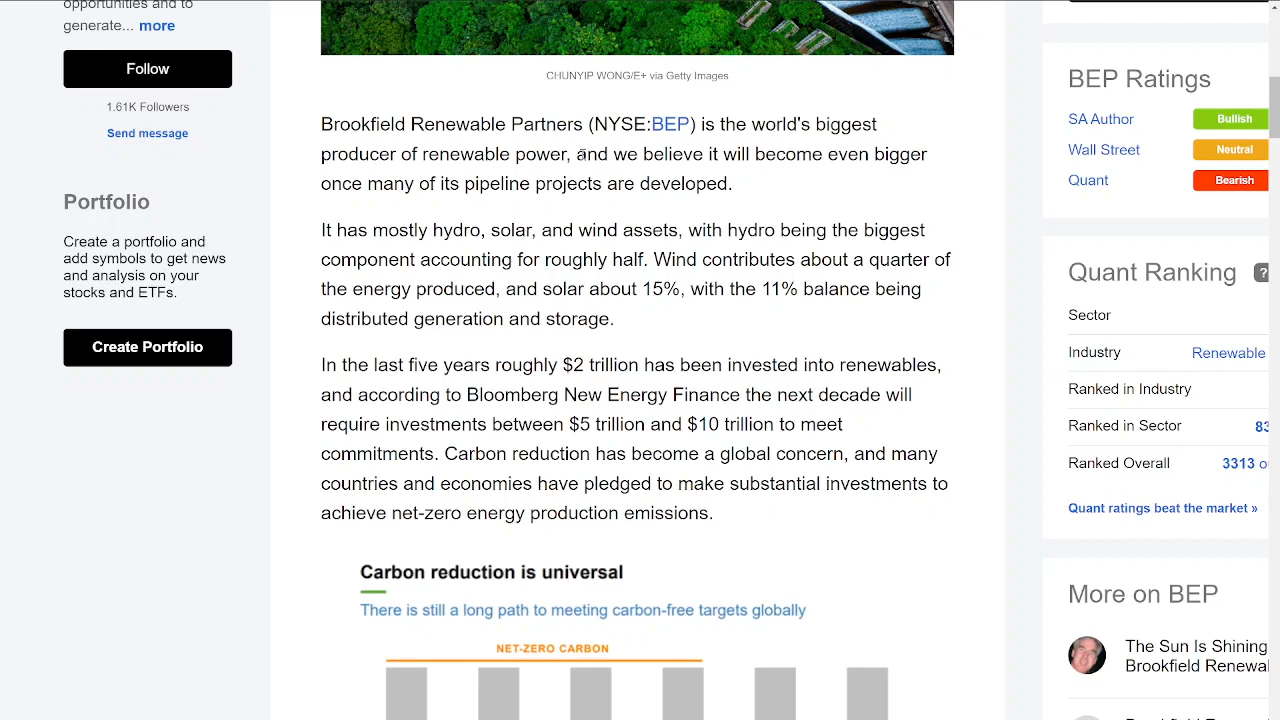 opportunities and to
generate... more
Follow
1.61K Followers
Send message
Portfolio
Create a portfolio and
add symbols to get news
and analysis on your
stocks and ETFs.
Create Portfolio
CHUNYIP WONG/E+ via Getty Images
Brookfield Renewable Partners (NYSE:BEP) is the world's biggest
producer of renewable power, and we believe it will become even bigger
once many of its pipeline projects are developed.
It has mostly hydro, solar, and wind assets, with hydro being the biggest
component accounting for roughly half. Wind contributes about a quarter of
the energy produced, and solar about 15%, with the 11% balance being
distributed generation and storage.
In the last five years roughly $2 trillion has been invested into renewables,
and according to Bloomberg New Energy Finance the next decade will
require investments between $5 trillion and $10 trillion to meet
commitments. Carbon reduction has become a global concern, and many
countries and economies have pledged to make substantial investments to
achieve net-zero energy production emissions.
Carbon reduction is universal
There is still a long path to meeting carbon-free targets globally
NET-ZERO CARBON
BEP Ratings
SA Author Bullish
Wall Street Neutral
Quant Bearish
Quant Ranking ?
Sector
Industry Renewable
Ranked in Industry
Ranked in Sector 83
Ranked Overall 3313 o
Quant ratings beat the market »
More on BEP
The Sun Is Shining
Brookfield Renewa